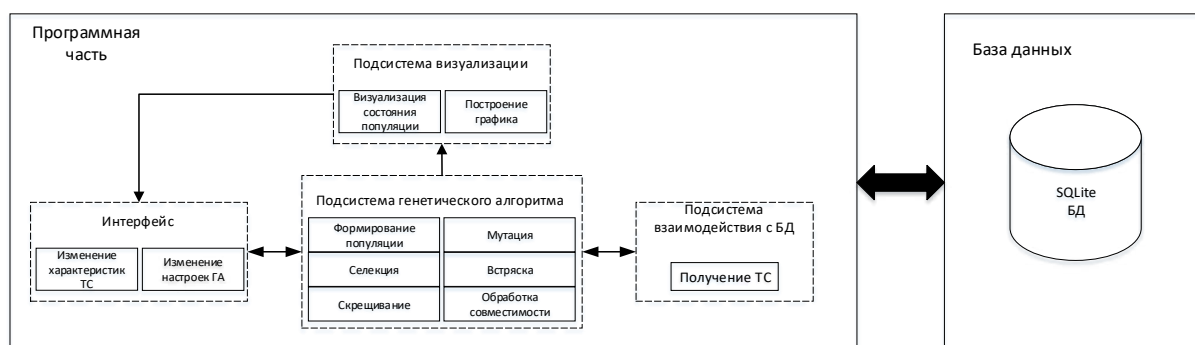 Программная
часть
База данных
Подсистема визуализации
Визуализация
состояния
популяции
Построение
графика
SQLite
БД
Интерфейс
Изменение
характеристик
ТС
Изменение
настроек ГА
Подсистема генетического алгоритма
Формирование
популяции
Мутация
Селекция
Встряска
Скрещивание
Обработка
совместимости
Подсистема
взаимодействия с БД
Получение ТС